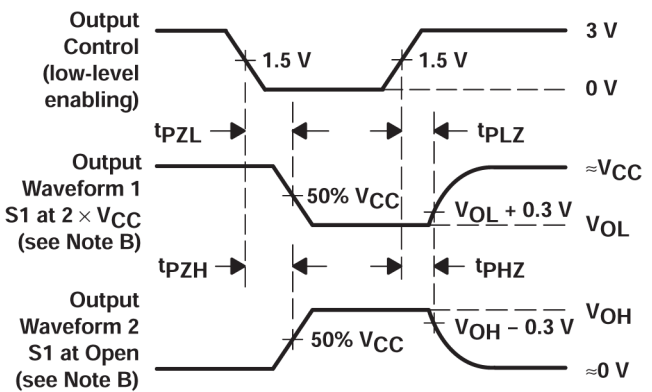 Output
Control
(low-level
enabling)
1.5 V
1.5 V
3 V
0 V
tPZL
tPLZ
Output
Waveform 1
S1 at 2 × VCC
(see Note B)
50% VCC
VOL + 0.3 V
≈VCC
VOL
tPZH
tPHZ
Output
Waveform 2
S1 at Open
(see Note B)
50% VCC
VOH − 0.3 V
VOH
≈0 V